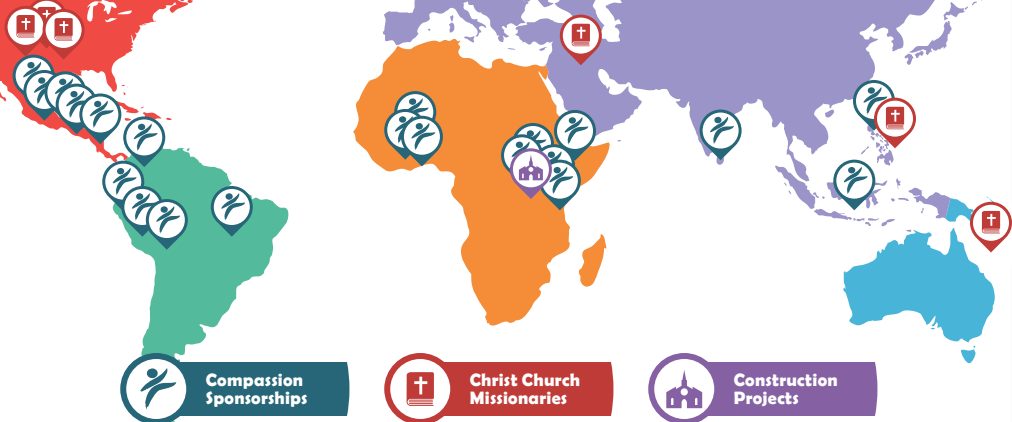 Compassion
Sponsorships
Christ Church
Missionaries
Construction
Projects